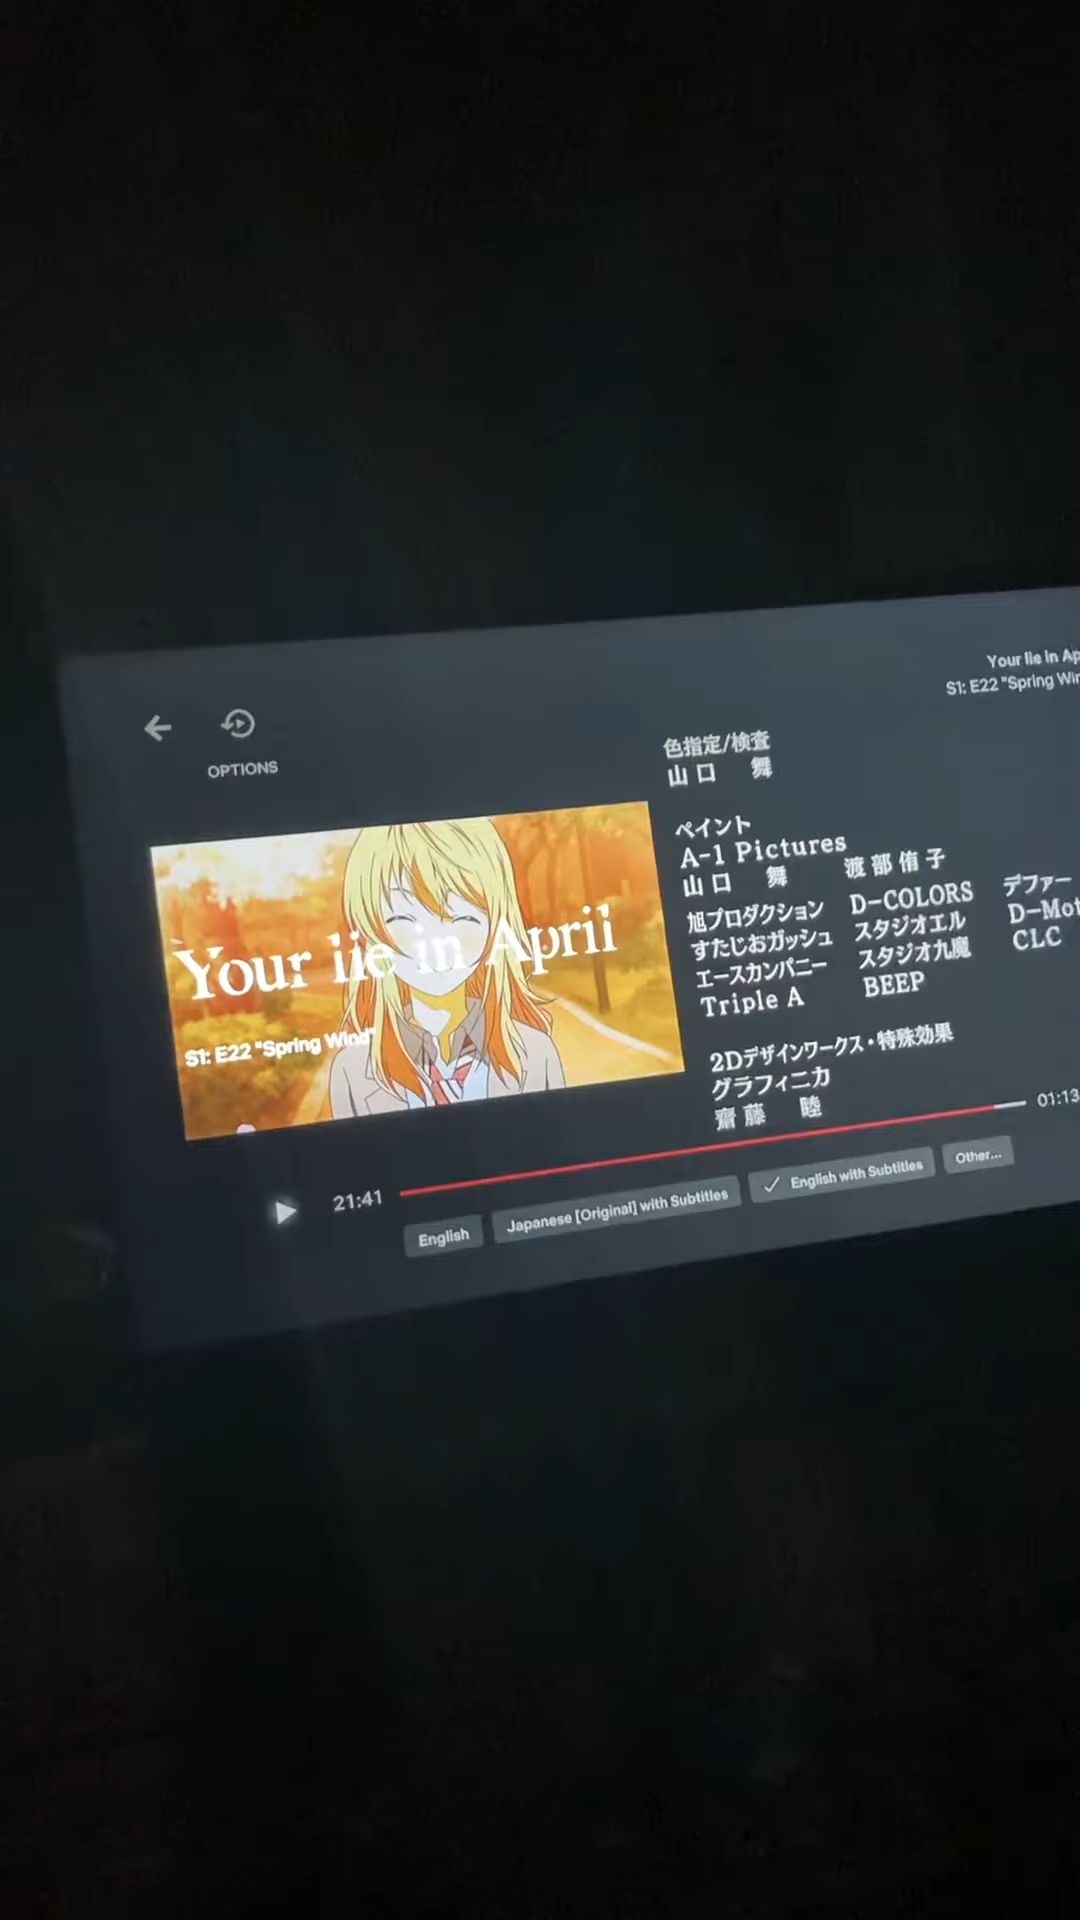 Your lie in Ap
S1: E22 "Spring Win
OPTIONS
色指定/検査
山口 舞
ペイント
A-1 Pictures
山口 舞 渡部侑子
旭プロダクション D-COLORS デファー
すたじおガッシュ スタジオエル D-Mot
エースカンパニー スタジオ九魔 CLC
Triple A BEEP
2Dデザインワークス・特殊効果
グラフィニカ
齋藤 睦
Your lie in April
S1: E22 "Spring Wind"
21:41
01:13
English
Japanese [Original] with Subtitles
✓ English with Subtitles
Other...